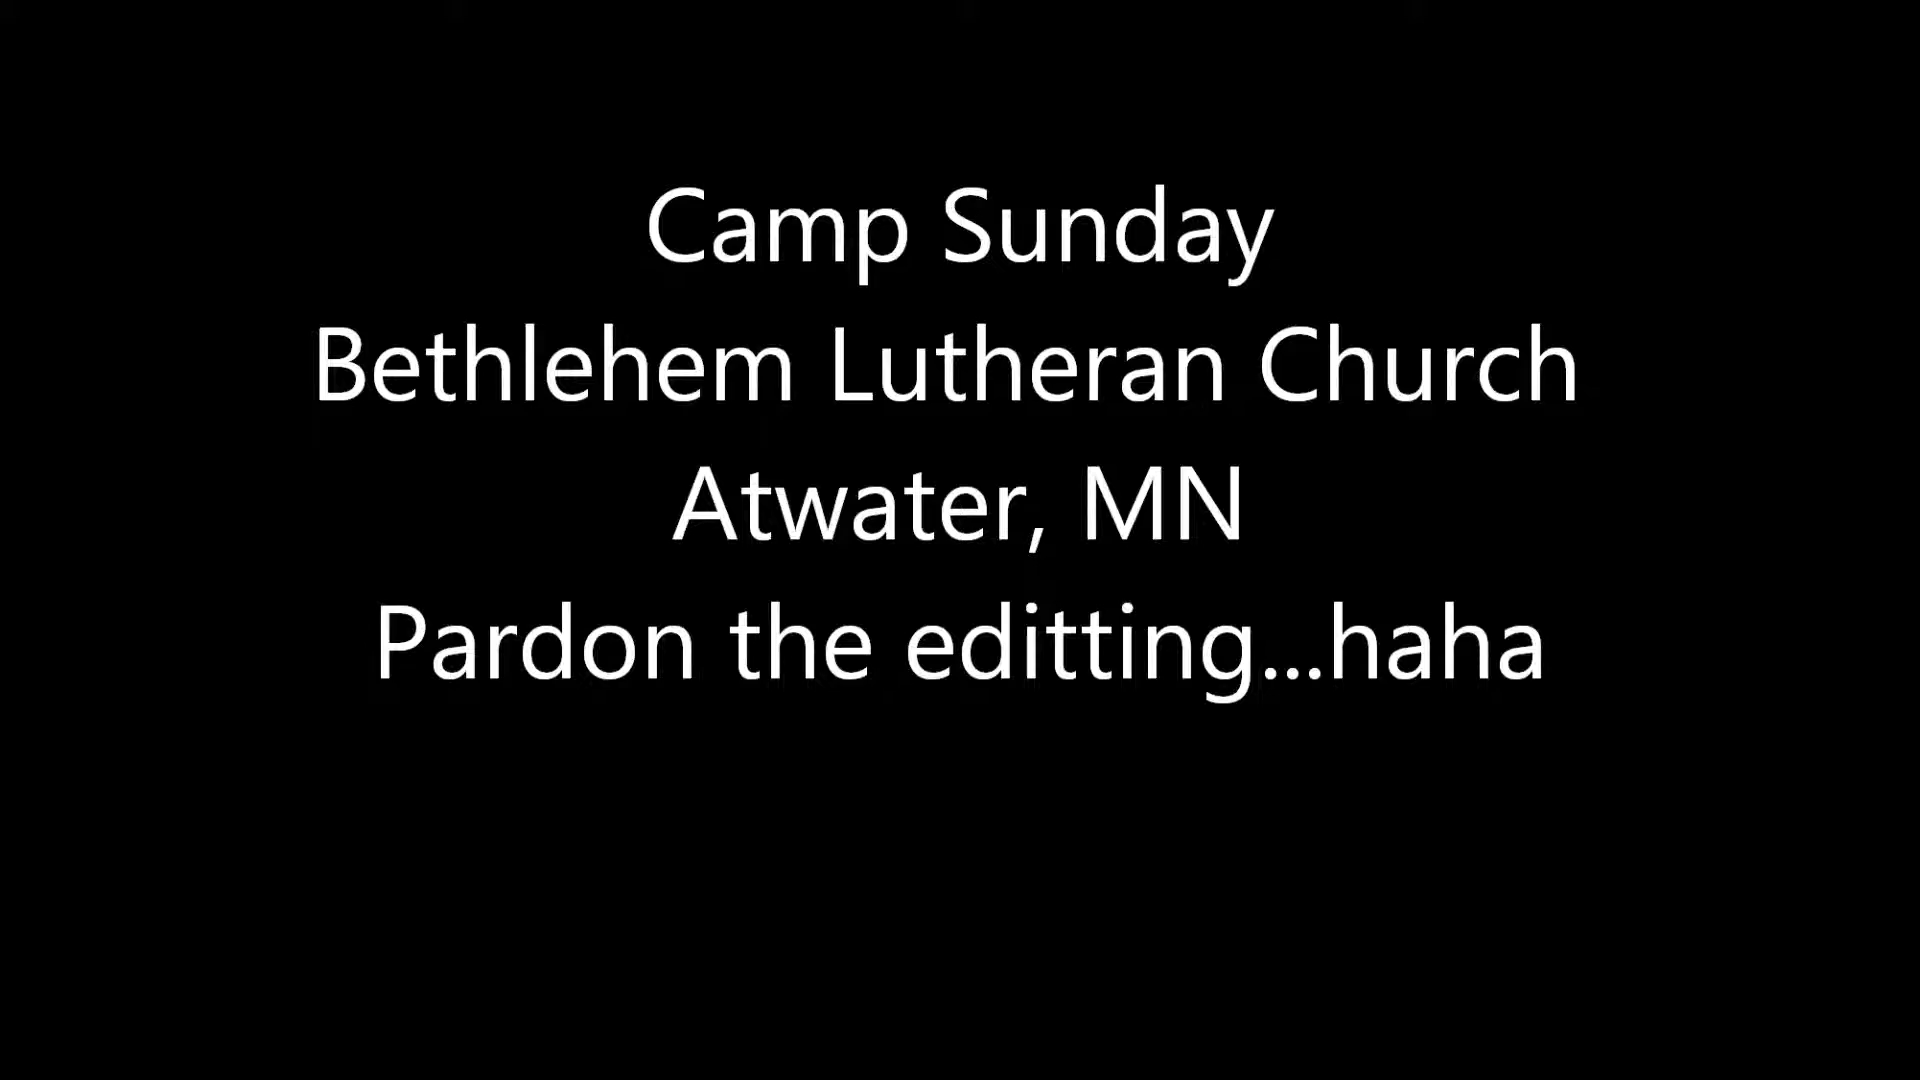 Camp Sunday
Bethlehem Lutheran Church
Atwater, MN
Pardon the editting...haha